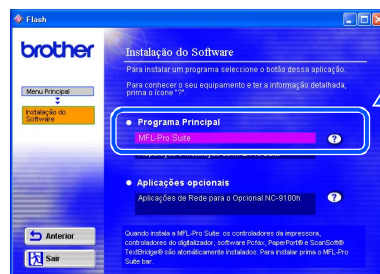 Flash
brother
Instalação do Software
Para instalar um programa seleccione o botão dessa aplicação.
Para conhecer o seu equipamento e ter a informação detalhada,
prima o ícone "?".
Menu Principal
Instalação do
Software
Programa Principal
MFL-Pro Suite
?
Aplicações opcionais
Aplicações de Rede para o Opcional NC-9100h
?
Anterior
Sair
Quando instala a MFL-Pro Suite: os controladores da impressora,
controladores do digitalizador, software Pcfax, PaperPort® e ScanSoft®
TextBridge® são atomáticamente instalados. Para instalar prima o MFL-Pro
Suite bar.